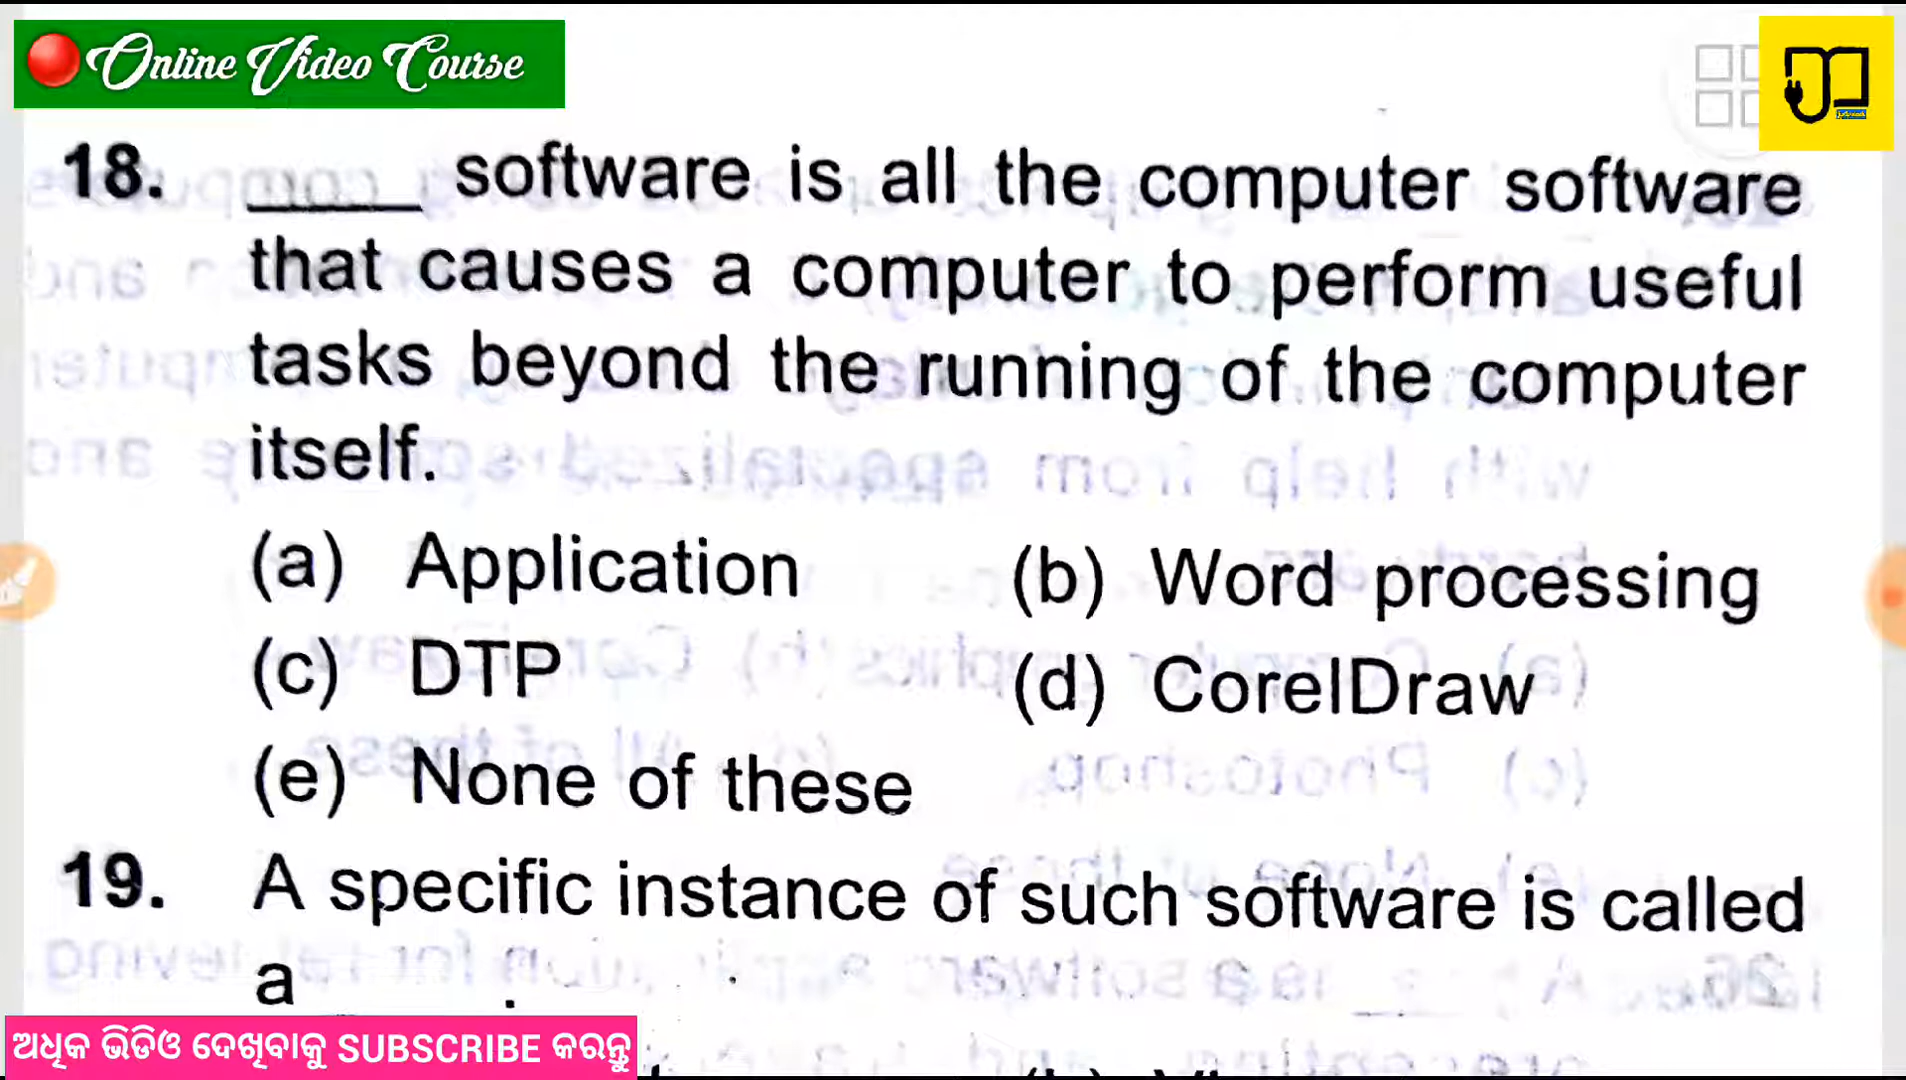 Online Video Course
18. _____ software is all the computer software
that causes a computer to perform useful
tasks beyond the running of the computer
itself.
(a) Application (b) Word processing
(c) DTP (d) CorelDraw
(e) None of these
19. A specific instance of such software is called
a _____.
ଅଧିକ ଭିଡିଓ ଦେଖିବାକୁ SUBSCRIBE କରନ୍ତୁ